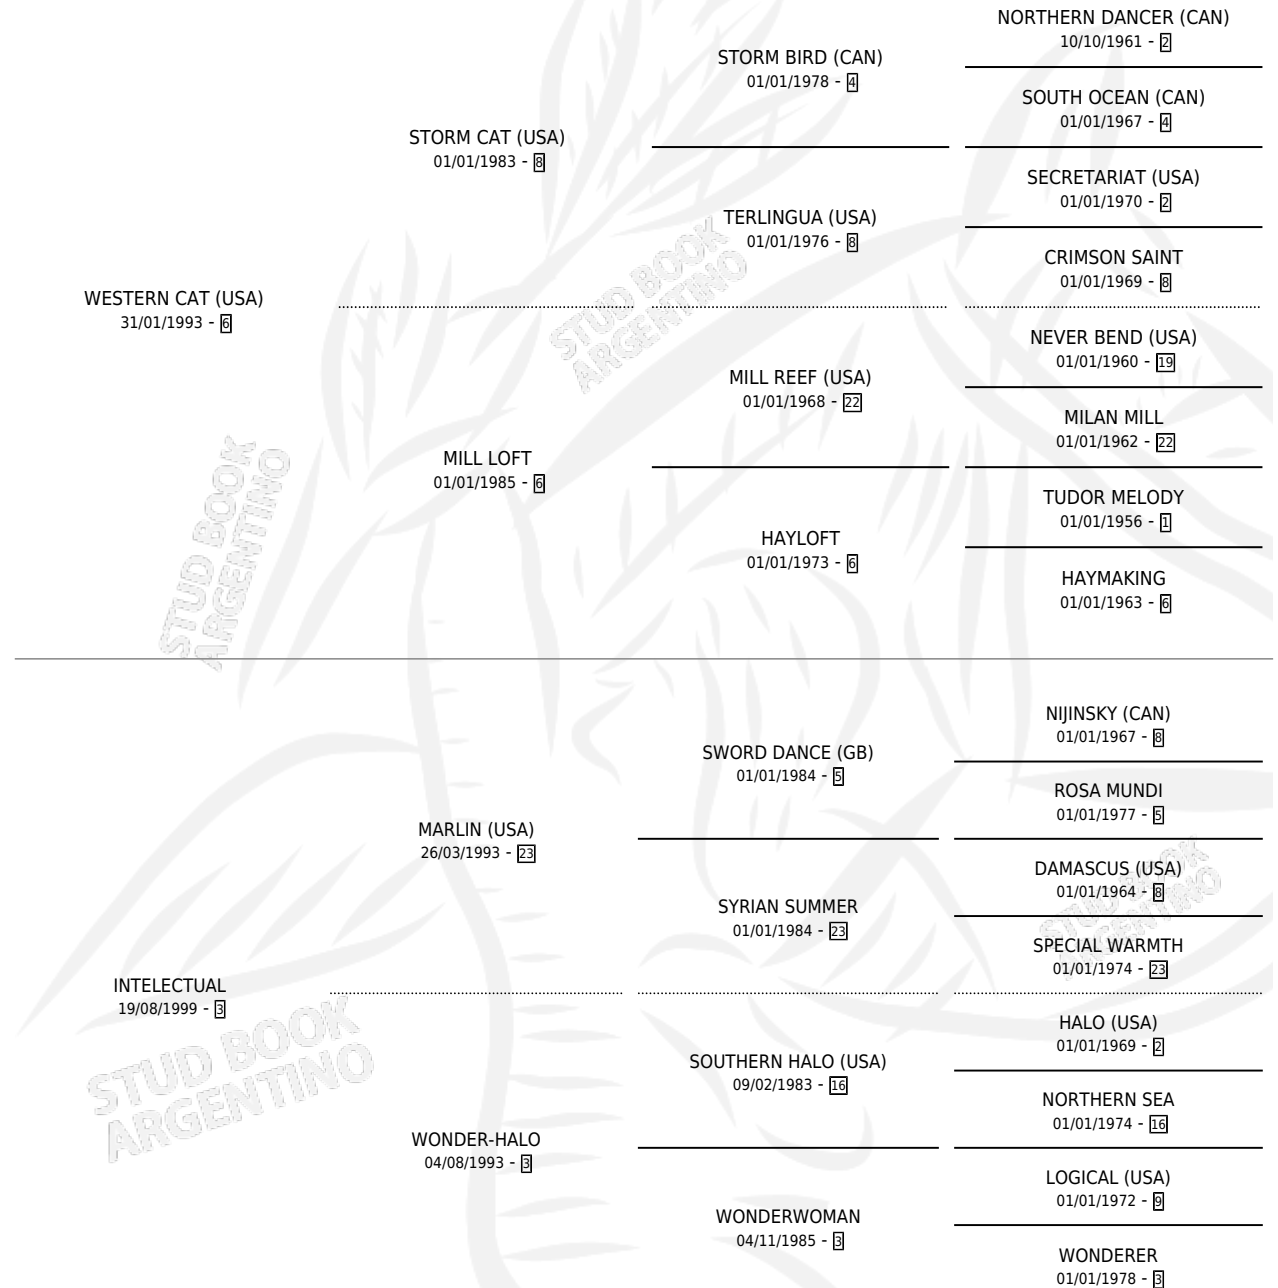 NORTHERN DANCER (CAN)
10/10/1961 - 2
STORM BIRD (CAN)
01/01/1978 - 4
SOUTH OCEAN (CAN)
01/01/1967 - 4
STORM CAT (USA)
01/01/1983 - 8
SECRETARIAT (USA)
01/01/1970 - 2
TERLINGUA (USA)
01/01/1976 - 8
CRIMSON SAINT
01/01/1969 - 8
WESTERN CAT (USA)
31/01/1993 - 6
NEVER BEND (USA)
01/01/1960 - 19
MILL REEF (USA)
01/01/1968 - 22
MILAN MILL
01/01/1962 - 22
MILL LOFT
01/01/1985 - 6
TUDOR MELODY
01/01/1956 - 1
HAYLOFT
01/01/1973 - 6
HAYMAKING
01/01/1963 - 6
NIJINSKY (CAN)
01/01/1967 - 8
SWORD DANCE (GB)
01/01/1984 - 5
ROSA MUNDI
01/01/1977 - 5
MARLIN (USA)
26/03/1993 - 23
DAMASCUS (USA)
01/01/1964 - 8
SYRIAN SUMMER
01/01/1984 - 23
SPECIAL WARMTH
01/01/1974 - 23
INTELECTUAL
19/08/1999 - 3
HALO (USA)
01/01/1969 - 2
SOUTHERN HALO (USA)
09/02/1983 - 16
NORTHERN SEA
01/01/1974 - 16
WONDER-HALO
04/08/1993 - 3
LOGICAL (USA)
01/01/1972 - 9
WONDERWOMAN
04/11/1985 - 3
WONDERER
01/01/1978 - 3
STUD BOOK
ARGENTINO
STUD BOOK
ARGENTINO
STUD BOOK
ARGENTINO
STUD BOOK
ARGENTINO